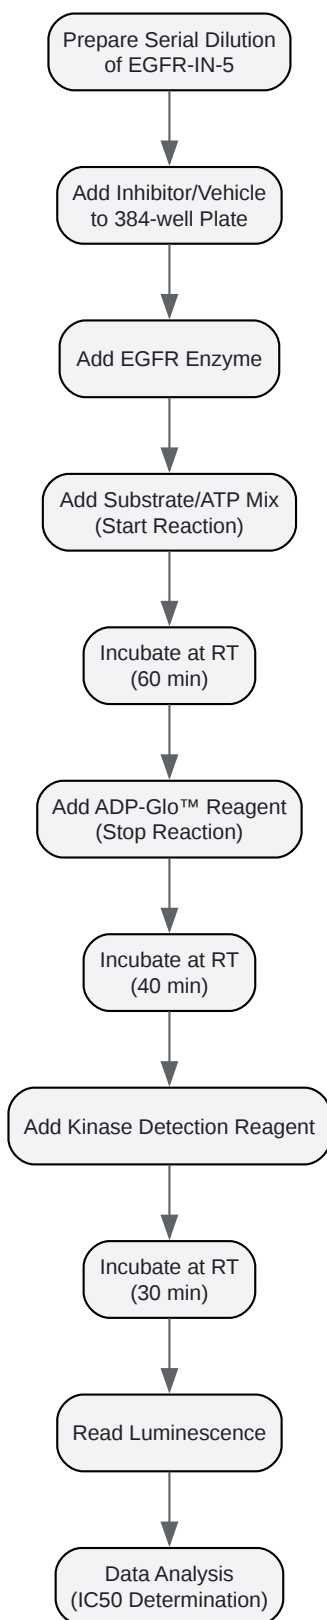 Prepare Serial Dilution
of EGFR-IN-5
Add Inhibitor/Vehicle
to 384-well Plate
Add EGFR Enzyme
Add Substrate/ATP Mix
(Start Reaction)
Incubate at RT
(60 min)
Add ADP-Glo™ Reagent
(Stop Reaction)
Incubate at RT
(40 min)
Add Kinase Detection Reagent
Incubate at RT
(30 min)
Read Luminescence
Data Analysis
(IC50 Determination)